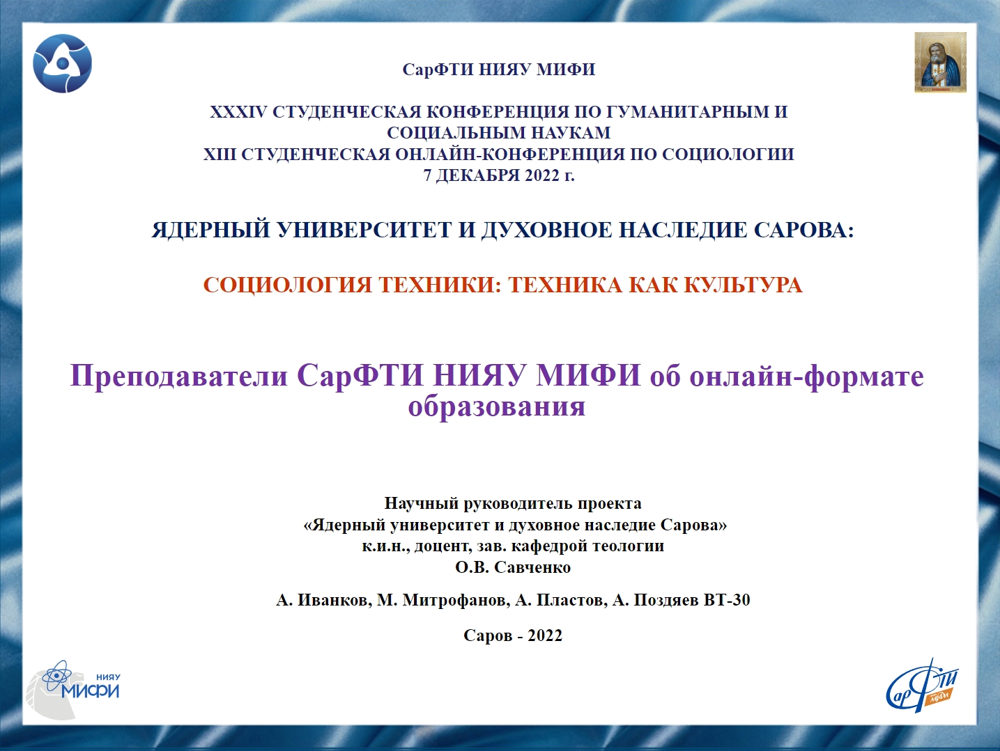 СарФТИ НИЯУ МИФИ
XXXIV СТУДЕНЧЕСКАЯ КОНФЕРЕНЦИЯ ПО ГУМАНИТАРНЫМ И
СОЦИАЛЬНЫМ НАУКАМ
XIII СТУДЕНЧЕСКАЯ ОНЛАЙН-КОНФЕРЕНЦИЯ ПО СОЦИОЛОГИИ
7 ДЕКАБРЯ 2022 г.
ЯДЕРНЫЙ УНИВЕРСИТЕТ И ДУХОВНОЕ НАСЛЕДИЕ САРОВА:
СОЦИОЛОГИЯ ТЕХНИКИ: ТЕХНИКА КАК КУЛЬТУРА
Преподаватели СарФТИ НИЯУ МИФИ об онлайн-формате
образования
Научный руководитель проекта
«Ядерный университет и духовное наследие Сарова»
к.и.н., доцент, зав. кафедрой теологии
О.В. Савченко
А. Иванков, М. Митрофанов, А. Пластов, А. Поздяев ВТ-30
Саров - 2022
НИЯУ
МИФИ
СарФТИ
МИФИ